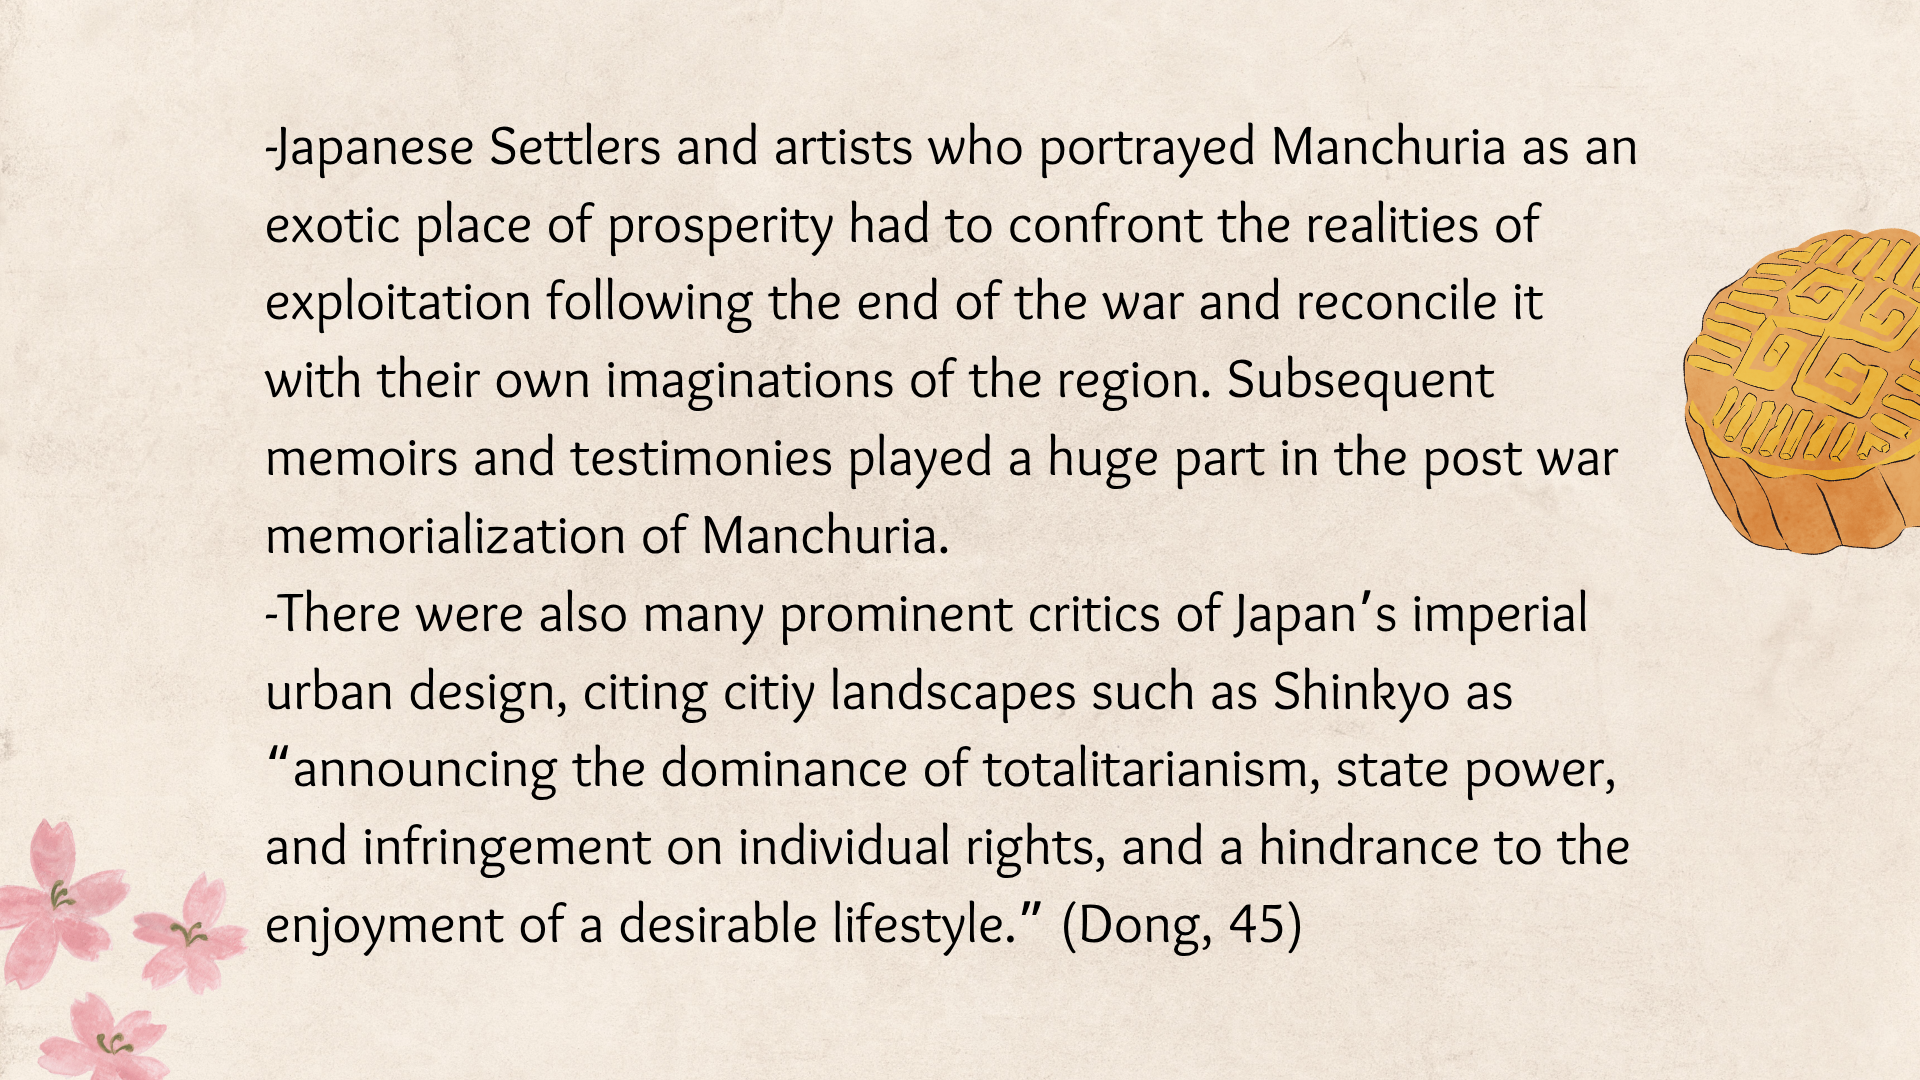 -Japanese Settlers and artists who portrayed Manchuria as an
exotic place of prosperity had to confront the realities of
exploitation following the end of the war and reconcile it
with their own imaginations of the region. Subsequent
memoirs and testimonies played a huge part in the post war
memorialization of Manchuria.
-There were also many prominent critics of Japan’s imperial
urban design, citing citiy landscapes such as Shinkyo as
“announcing the dominance of totalitarianism, state power,
and infringement on individual rights, and a hindrance to the
enjoyment of a desirable lifestyle.” (Dong, 45)